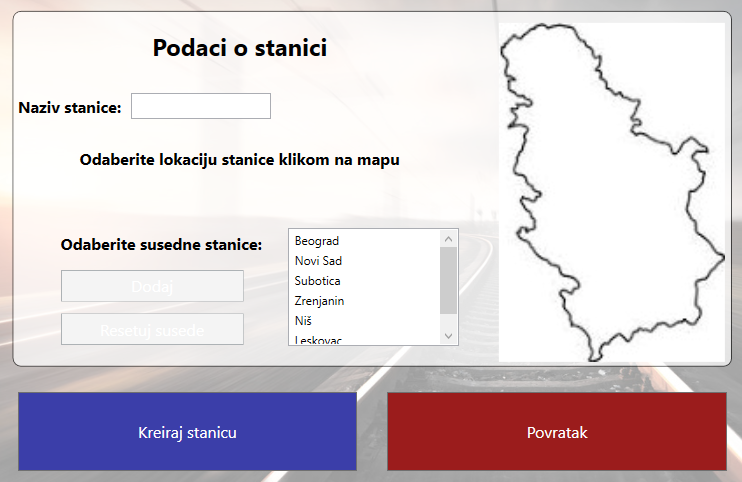 Podaci o stanici
Naziv stanice:
Odaberite lokaciju stanice klikom na mapu
Odaberite susedne stanice:
Dodaj
Resetuj susede
Beograd
Novi Sad
Subotica
Zrenjanin
Niš
Leskovac
Kreiraj stanicu
Povratak